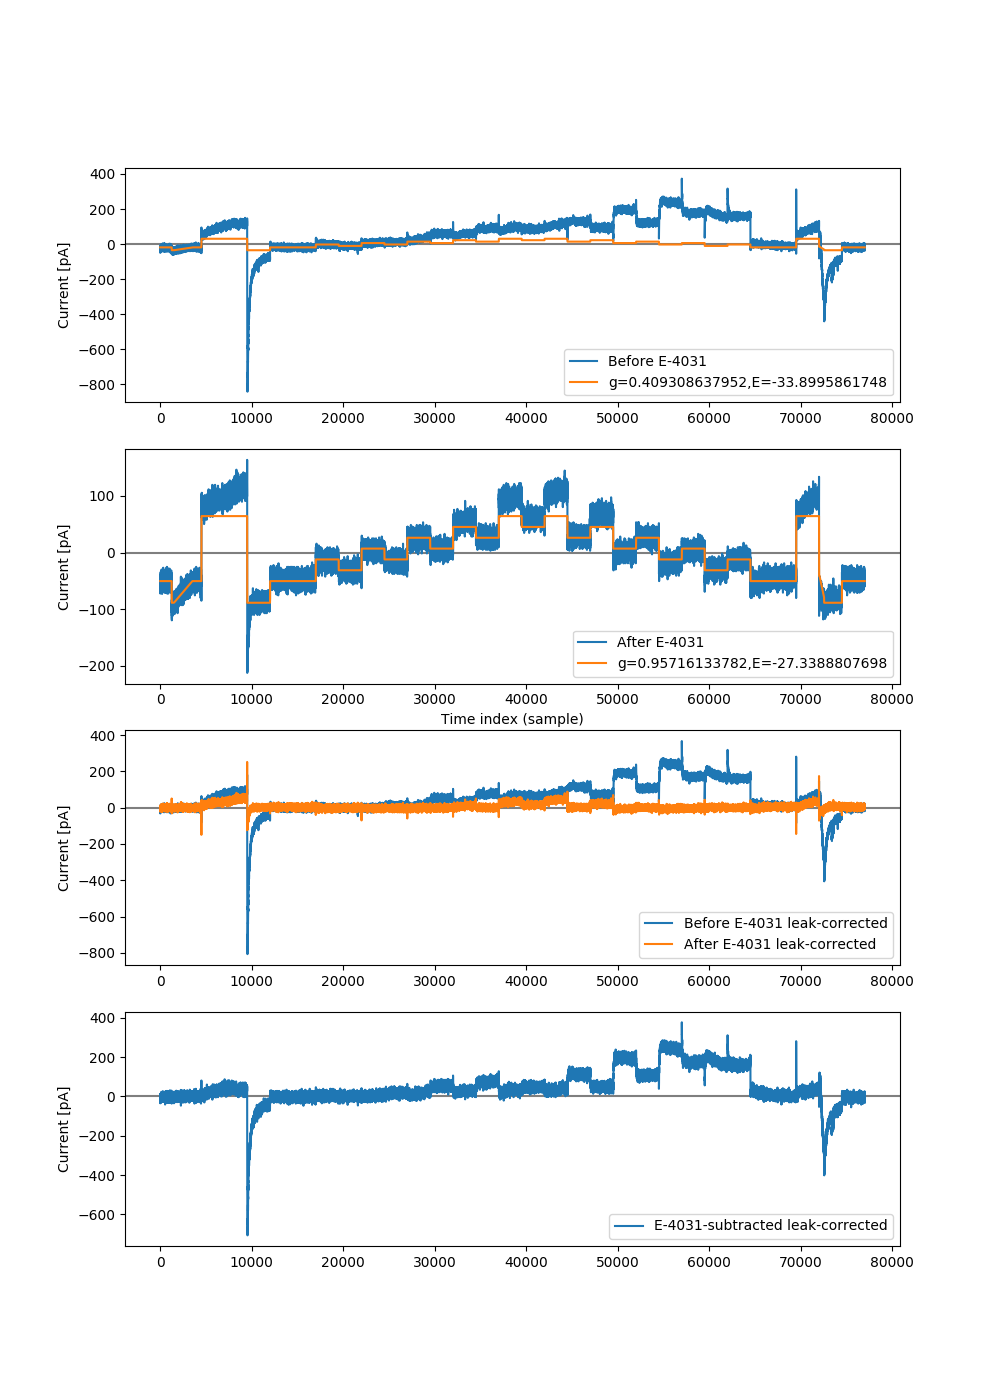 400
200
0
−200
−400
−600
−800
Current [pA]
Before E-4031
g=0.409308637952,E=-33.8995861748
0 10000 20000 30000 40000 50000 60000 70000 80000
100
0
−100
−200
Current [pA]
After E-4031
g=0.95716133782,E=-27.3388807698
0 10000 20000 30000 40000 50000 60000 70000 80000
Time index (sample)
400
200
0
−200
−400
−600
−800
Current [pA]
Before E-4031 leak-corrected
After E-4031 leak-corrected
0 10000 20000 30000 40000 50000 60000 70000 80000
400
200
0
−200
−400
−600
Current [pA]
E-4031-subtracted leak-corrected
0 10000 20000 30000 40000 50000 60000 70000 80000